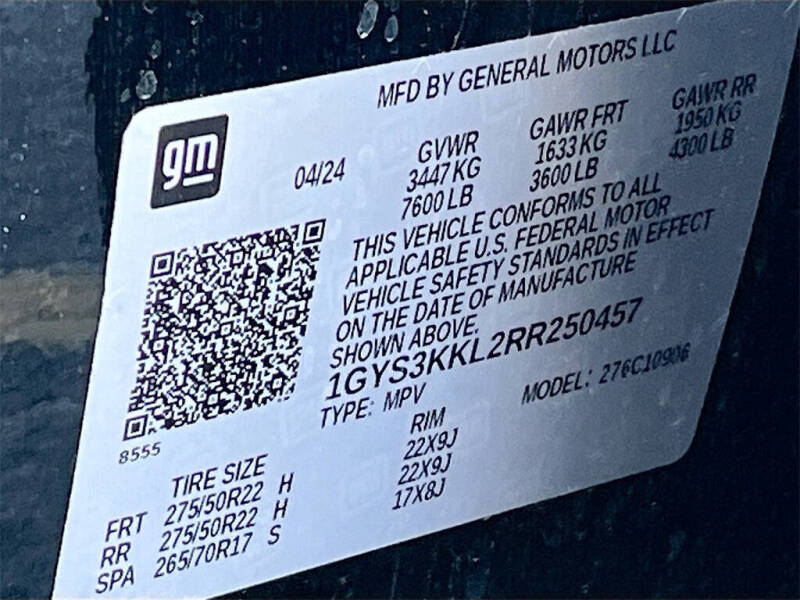 MFD BY GENERAL MOTORS LLC
gm
04/24
GVWR
3447 KG
7600 LB
GAWR FRT
1633 KG
3600 LB
GAWR RR
1950 KG
4300 LB
THIS VEHICLE CONFORMS TO ALL
APPLICABLE U.S. FEDERAL MOTOR
VEHICLE SAFETY STANDARDS IN EFFECT
ON THE DATE OF MANUFACTURE
SHOWN ABOVE.
1GYS3KKL2RR250457
TYPE: MPV MODEL: 276C10906
8555
TIRE SIZE RIM
FRT 275/50R22 H 22X9J
RR 275/50R22 H 22X9J
SPA 265/70R17 S 17X8J